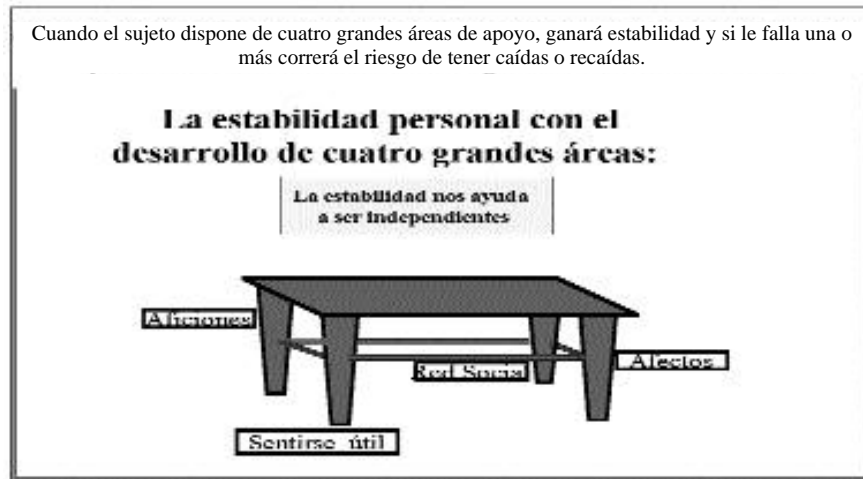 Cuando el sujeto dispone de cuatro grandes áreas de apoyo, ganará estabilidad y si le falla una o
más correrá el riesgo de tener caídas o recaídas.
La estabilidad personal con el
desarrollo de cuatro grandes áreas:
La estabilidad nos ayuda
a ser independientes
Aficiones
Red Social
Afectos
Sentirse útil